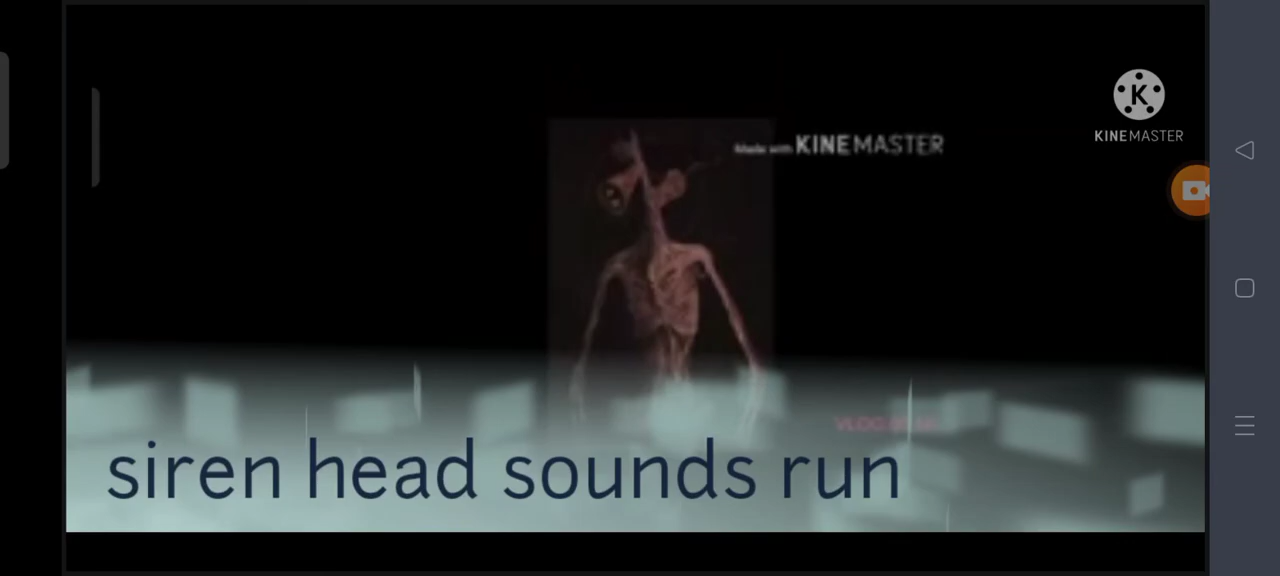 K
KINEMASTER
Made with KINEMASTER
siren head sounds run